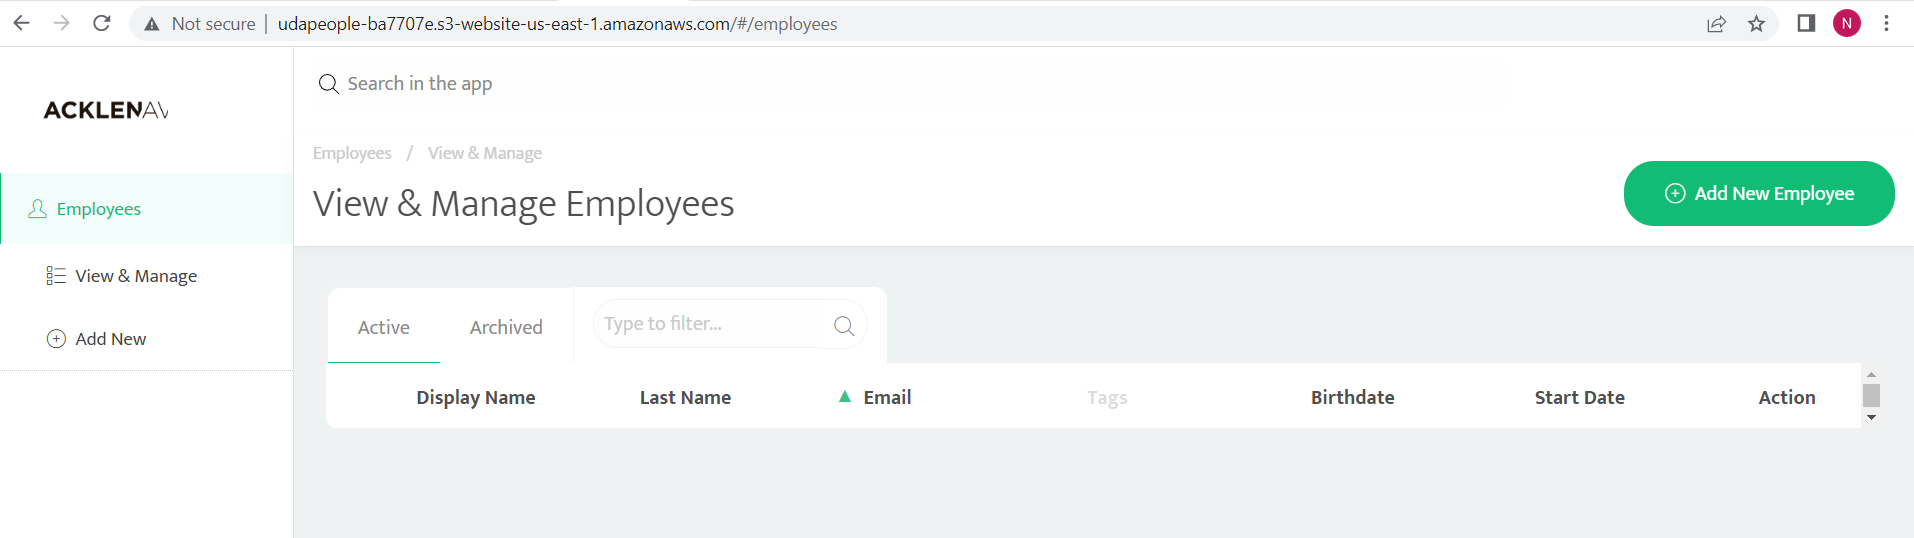 Not secure | udapeople-ba7707e.s3-website-us-east-1.amazonaws.com/#/employees
N
ACKLENAV
Search in the app
Employees / View & Manage
View & Manage Employees
Add New Employee
Employees
View & Manage
Add New
Active Archived Type to filter...
Display Name Last Name Email Tags Birthdate Start Date Action